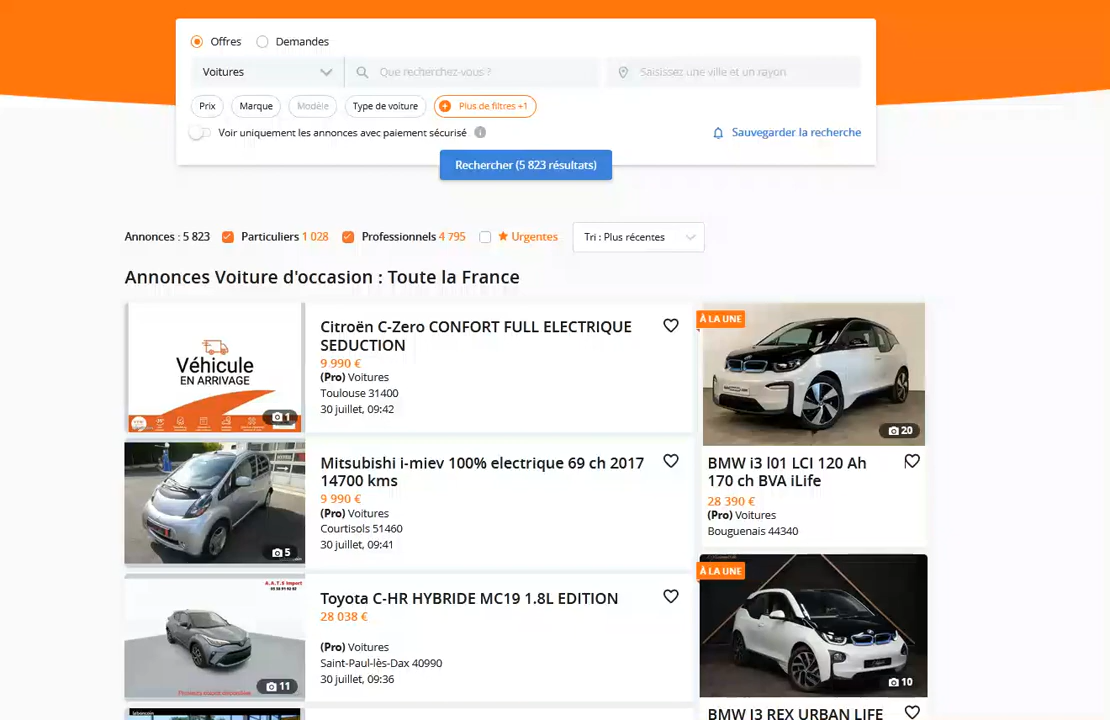 Offres Demandes
Voitures Que recherchez-vous ? Saisissez une ville et un rayon
Prix Marque Modèle Type de voiture Plus de filtres +1
Voir uniquement les annonces avec paiement sécurisé Sauvegarder la recherche
Rechercher (5 823 résultats)
Annonces : 5 823 Particuliers 1 028 Professionnels 4 795 Urgentes Tri : Plus récentes
Annonces Voiture d'occasion : Toute la France
Véhicule
EN ARRIVAGE
1
Citroën C-Zero CONFORT FULL ELECTRIQUE
SEDUCTION
9 990 €
(Pro) Voitures
Toulouse 31400
30 juillet, 09:42
5
Mitsubishi i-miev 100% electrique 69 ch 2017
14700 kms
9 990 €
(Pro) Voitures
Courtisols 51460
30 juillet, 09:41
A.A.T.S Import
11
Toyota C-HR HYBRIDE MC19 1.8L EDITION
28 038 €
(Pro) Voitures
Saint-Paul-lès-Dax 40990
30 juillet, 09:36
leboncoin
À LA UNE
20
BMW i3 l01 LCI 120 Ah
170 ch BVA iLife
28 390 €
(Pro) Voitures
Bouguenais 44340
À LA UNE
10
BMW I3 REX URBAN LIFE